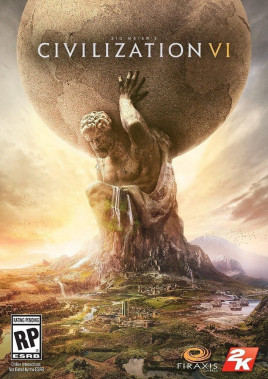 SID MEIER'S
CIVILIZATION VI
RATING PENDING
RP
ESRB
FIRAXIS
2K